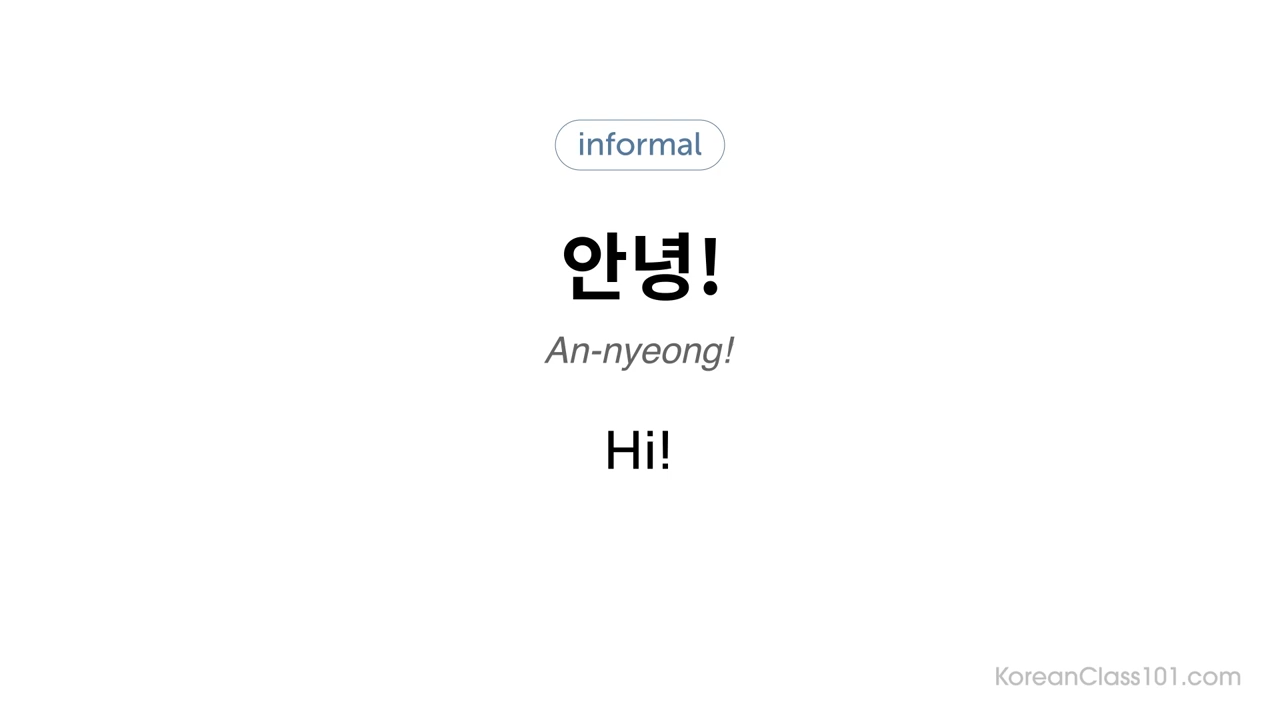 informal
안녕!
An-nyeong!
Hi!
KoreanClass101.com